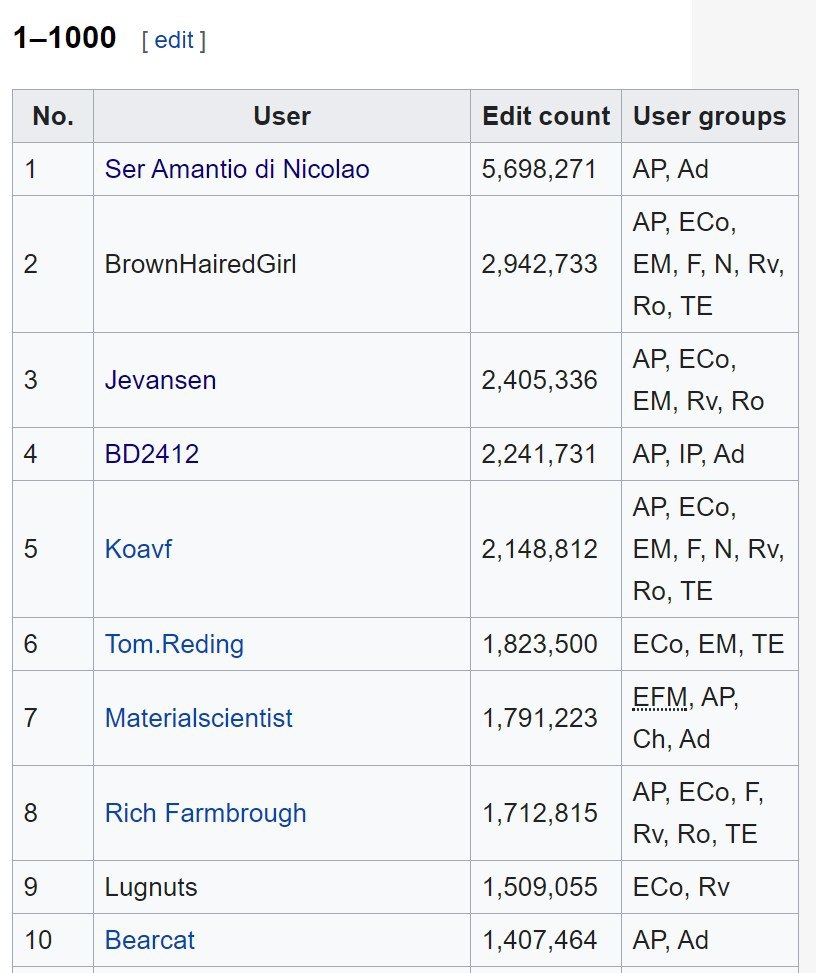 1–1000 [ edit ]
No. User Edit count User groups
1 Ser Amantio di Nicolao 5,698,271 AP, Ad
2 BrownHairedGirl 2,942,733 AP, ECo,
EM, F, N, Rv,
Ro, TE
3 Jevansen 2,405,336 AP, ECo,
EM, Rv, Ro
4 BD2412 2,241,731 AP, IP, Ad
5 Koavf 2,148,812 AP, ECo,
EM, F, N, Rv,
Ro, TE
6 Tom.Reding 1,823,500 ECo, EM, TE
7 Materialscientist 1,791,223 EFM, AP,
Ch, Ad
8 Rich Farmbrough 1,712,815 AP, ECo, F,
Rv, Ro, TE
9 Lugnuts 1,509,055 ECo, Rv
10 Bearcat 1,407,464 AP, Ad